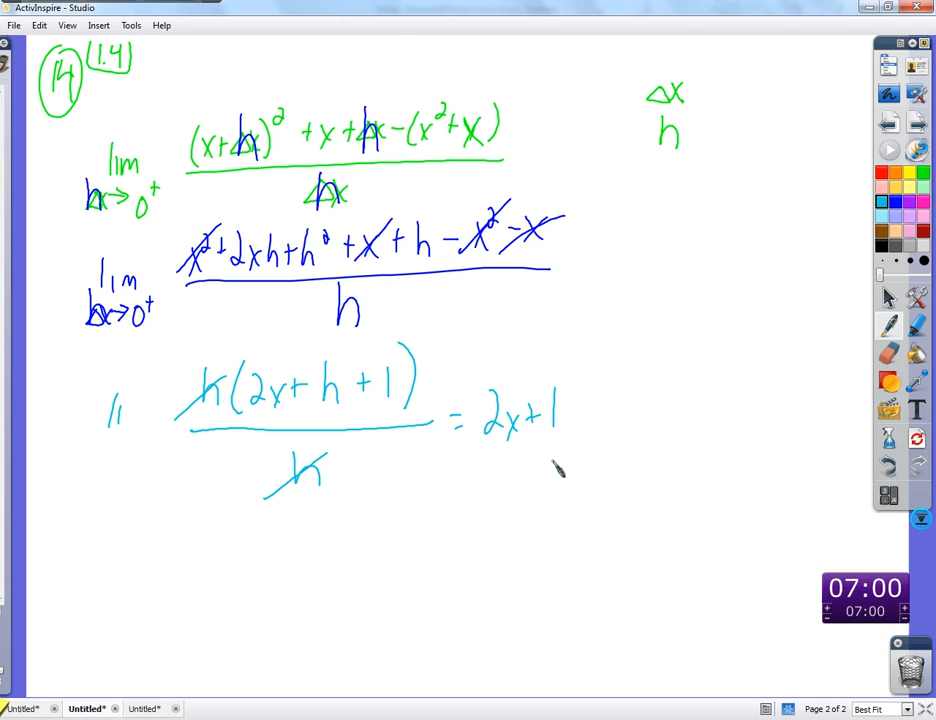 ActivInspire - Studio
File Edit View Insert Tools Help
14 1.4
Δx
h
lim h→0⁺ ((x+h)² + x+h-(x²+x))/h
lim h→0⁺ (x²+2xh+h²+x+h-x²-x)/h
" h(2x+h+1)/h = 2x+1
07:00
07:00
Untitled* Untitled* Untitled* Page 2 of 2 Best Fit